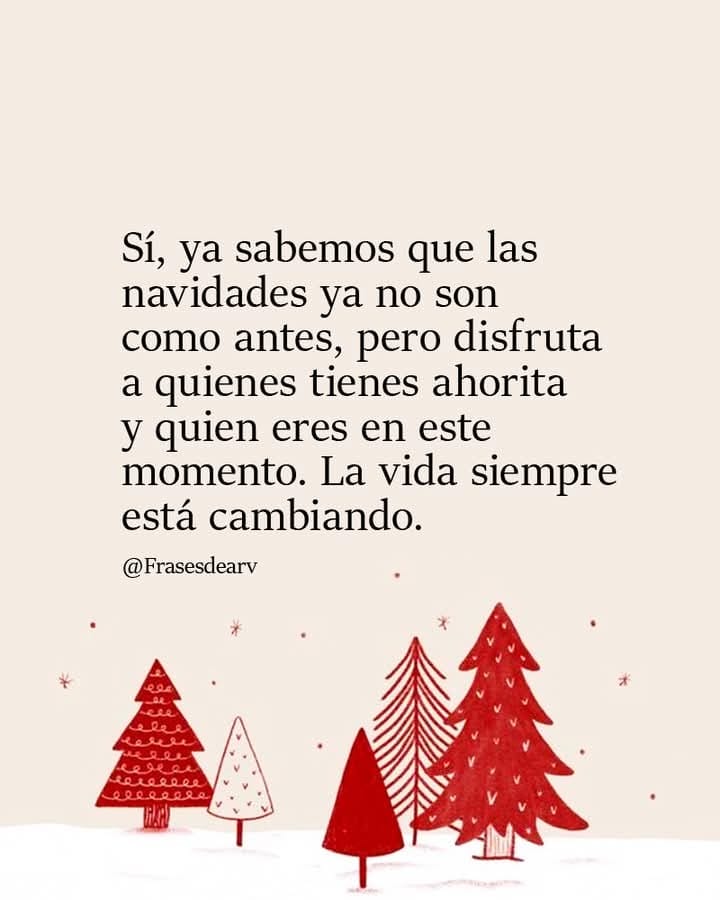 Sí, ya sabemos que las
navidades ya no son
como antes, pero disfruta
a quienes tienes ahorita
y quien eres en este
momento. La vida siempre
está cambiando.
@Frasesdearv